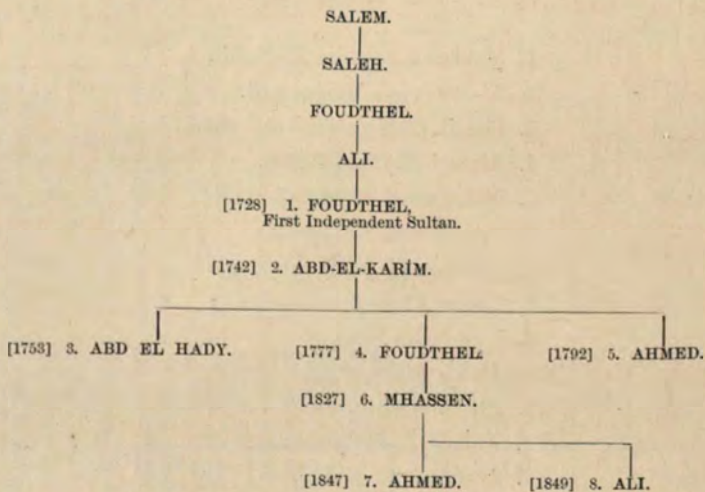 SALEM.
SALEH.
FOUDTHEL.
ALI.
[1728] 1. FOUDTHEL,
First Independent Sultan.
[1742] 2. ABD-EL-KARÎM.
[1753] 3. ABD EL HADY. [1777] 4. FOUDTHEL. [1792] 5. AHMED.
[1827] 6. MHASSEN.
[1847] 7. AHMED. [1849] 8. ALI.